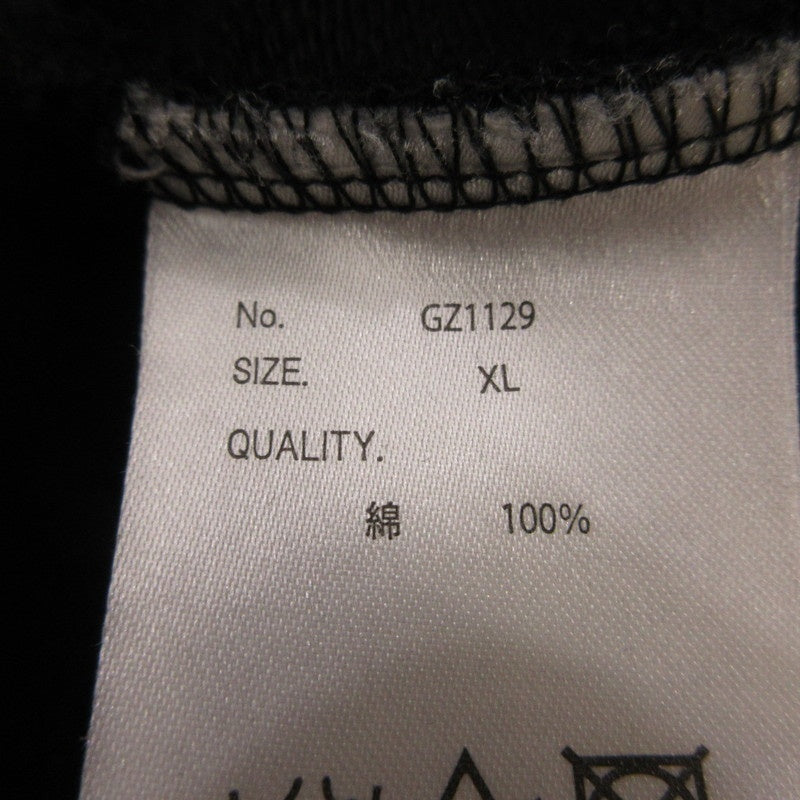 No. GZ1129
SIZE. XL
QUALITY.
綿 100%